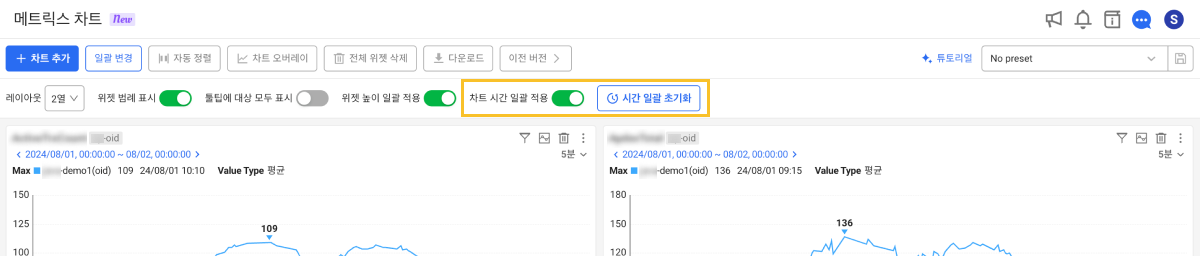 메트릭스 차트 New
S
+ 차트 추가 일괄 변경 자동 정렬 차트 오버레이 전체 위젯 삭제 다운로드 이전 버전 튜토리얼 No preset
레이아웃 2열 위젯 범례 표시 툴팁에 대상 모두 표시 위젯 높이 일괄 적용 차트 시간 일괄 적용 시간 일괄 초기화
-oid
2024/08/01, 00:00:00 ~ 08/02, 00:00:00 5분
Max -demo1(oid) 109 24/08/01 10:10 Value Type 평균
150
125
109
100
-oid
2024/08/01, 00:00:00 ~ 08/02, 00:00:00 5분
Max -demo1(oid) 136 24/08/01 09:15 Value Type 평균
180
150
136
120